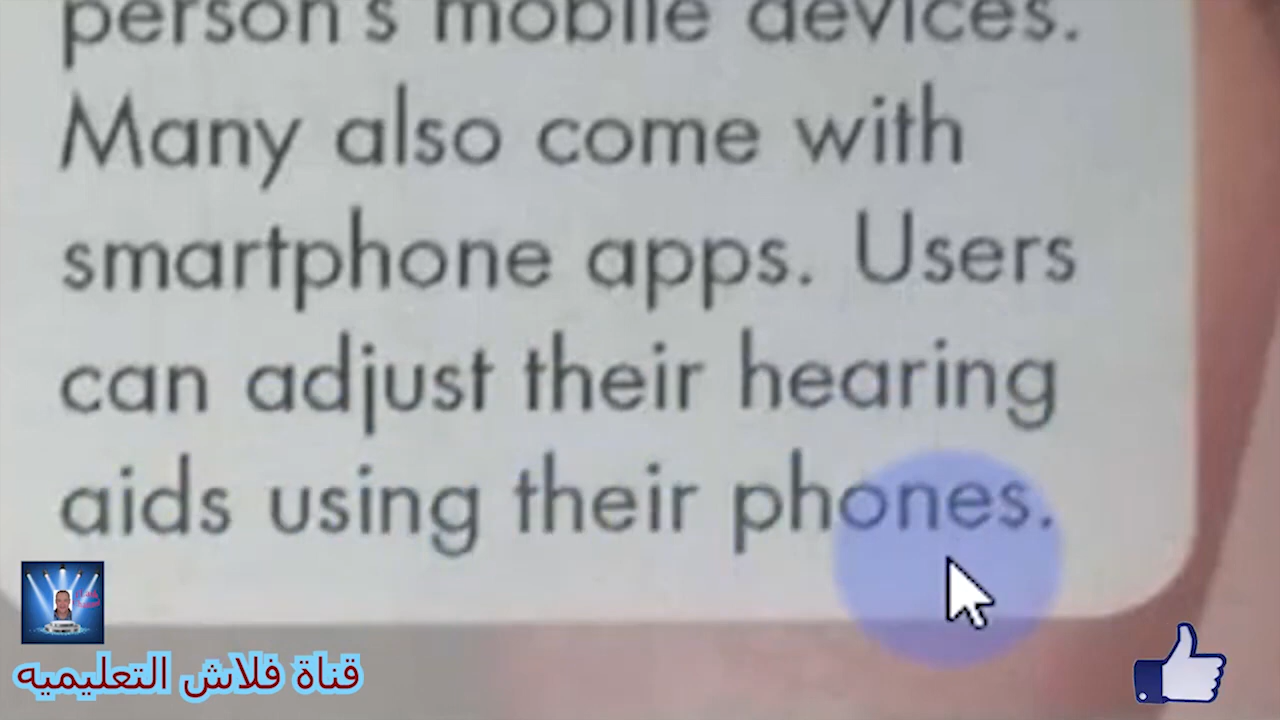 person's mobile devices.
Many also come with
smartphone apps. Users
can adjust their hearing
aids using their phones.
قناة فلاش التعليميه